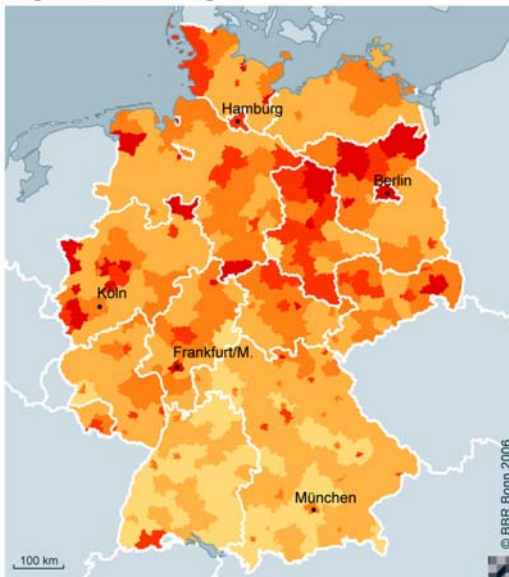 Hamburg
Berlin
Köln
Frankfurt/M.
München
100 km
© BBR Bonn 2006